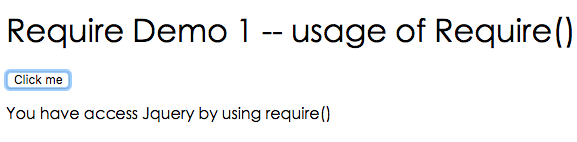 Require Demo 1 -- usage of Require()
Click me
You have access Jquery by using require()